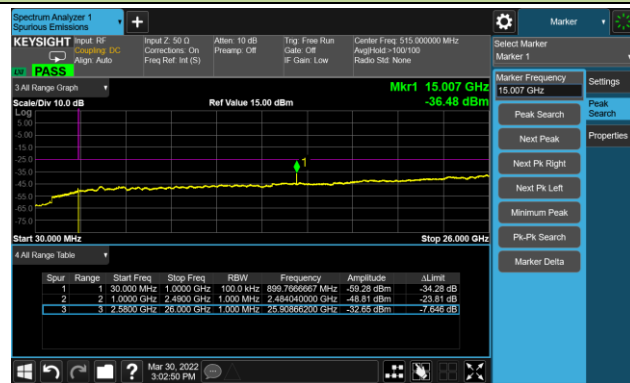 Spectrum Analyzer 1
Spurious Emissions
Marker
KEYSIGHT
Input: RF
Coupling: DC
Align: Auto
Input Z: 50 Ω
Corrections: On
Freq Ref: Int (S)
Atten: 10 dB
Preamp: Off
Trig: Free Run
Gate: Off
IF Gain: Low
Center Freq: 515.000000 MHz
Avg|Hold:>100/100
Radio Std: None
PASS
Select Marker
Marker 1
3 All Range Graph
Mkr1 15.007 GHz
Scale/Div 10.0 dB
Ref Value 15.00 dBm
-36.48 dBm
Log
5.00
-5.00
-15.0
-25.0
-35.0
-45.0
-55.0
-65.0
-75.0
1
Start 30.000 MHz
Stop 26.000 GHz
4 All Range Table
Spur Range Start Freq Stop Freq RBW Frequency Amplitude ΔLimit
1 1 30.000 MHz 1.0000 GHz 100.0 kHz 899.7666667 MHz -59.28 dBm -34.28 dB
2 2 1.0000 GHz 2.4900 GHz 1.000 MHz 2.484040000 GHz -48.81 dBm -23.81 dB
3 3 2.5800 GHz 26.000 GHz 1.000 MHz 25.90866200 GHz -32.65 dBm -7.646 dB
Marker Frequency
15.007 GHz
Peak Search
Next Peak
Next Pk Right
Next Pk Left
Minimum Peak
Pk-Pk Search
Marker Delta
Settings
Peak
Search
Properties
?
Mar 30, 2022
3:02:50 PM